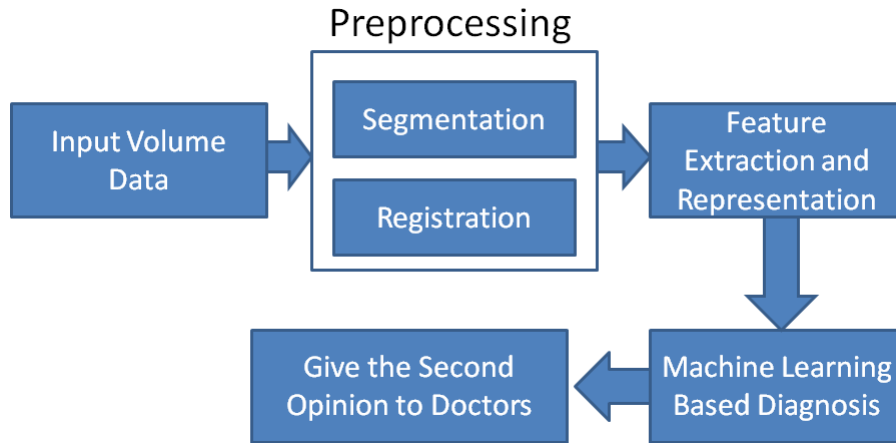 Preprocessing
Input Volume
Data
Segmentation
Registration
Feature
Extraction and
Representation
Machine Learning
Based Diagnosis
Give the Second
Opinion to Doctors